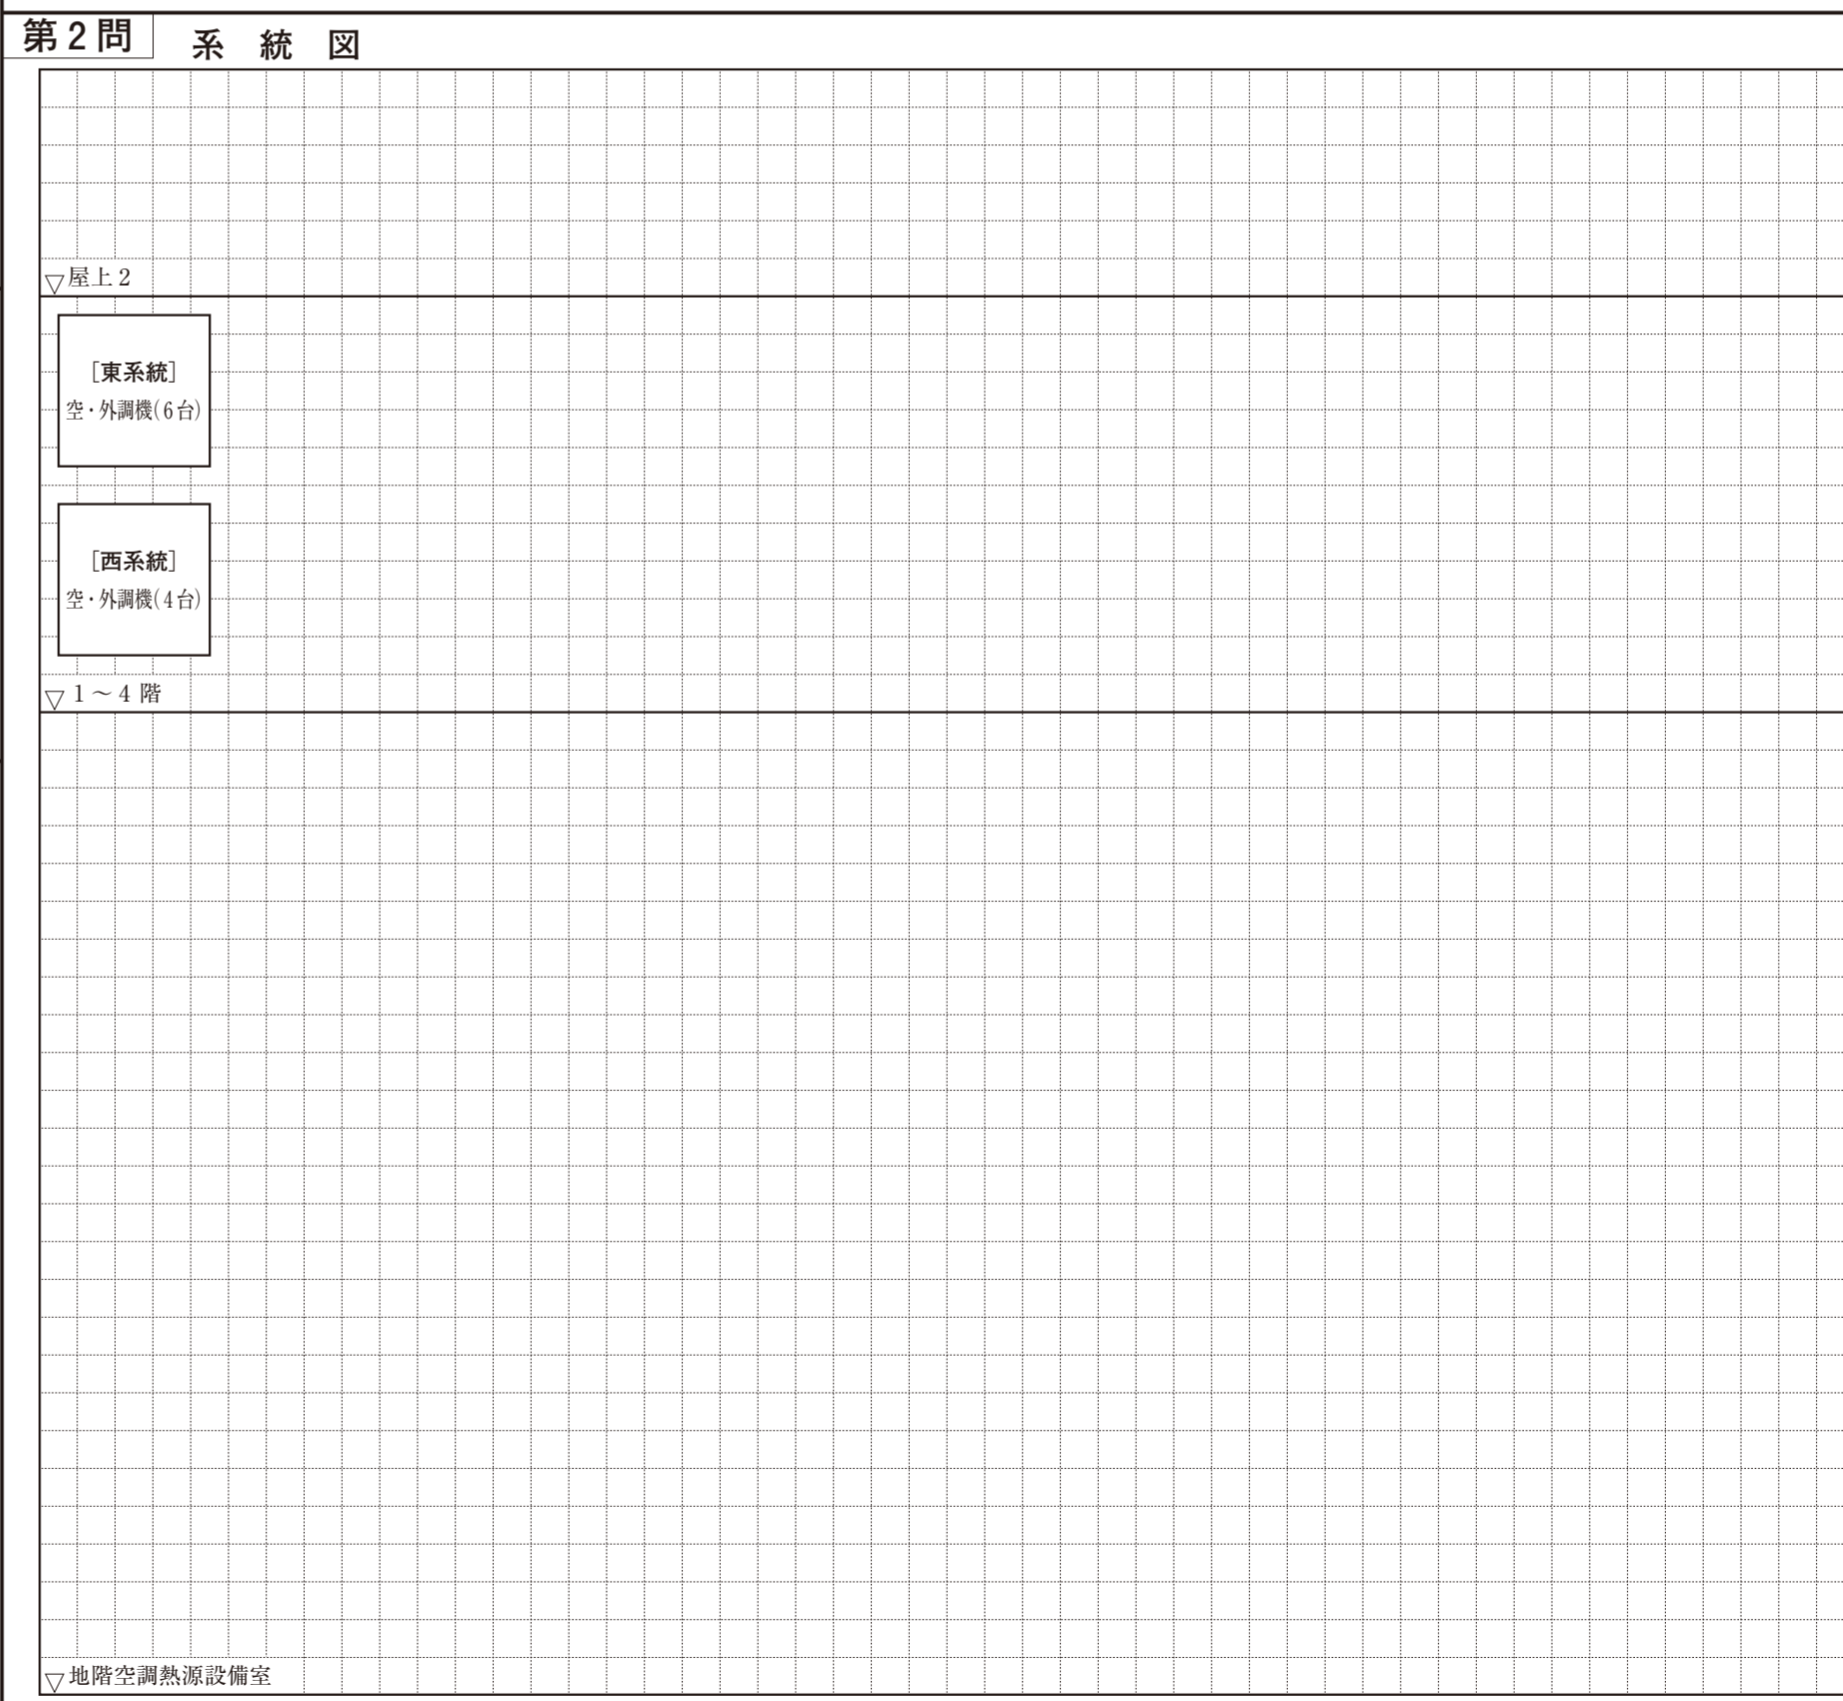 第2問
系 統 図
▽屋上2
[東系統]
空・外調機(6台)
[西系統]
空・外調機(4台)
▽1～4階
▽地階空調熱源設備室